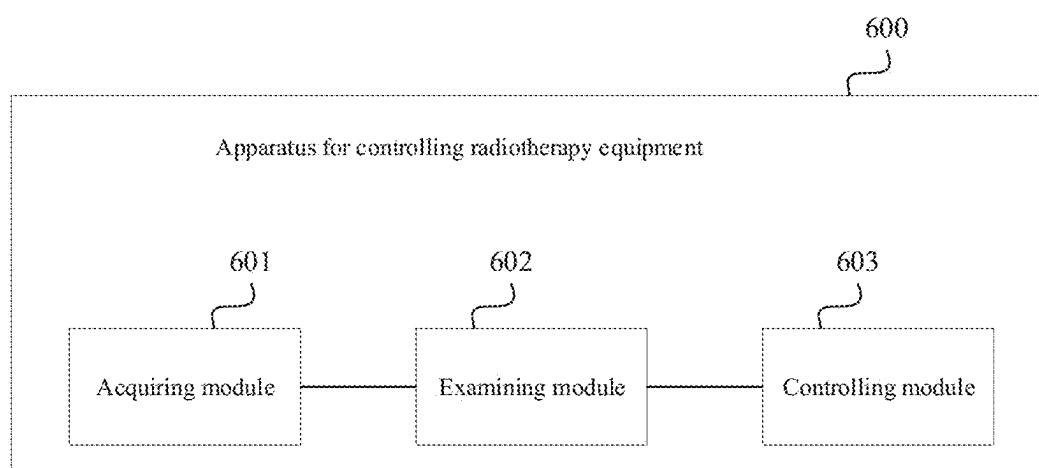 600
Apparatus for controlling radiotherapy equipment
601
602
603
Acquiring module
Examining module
Controlling module